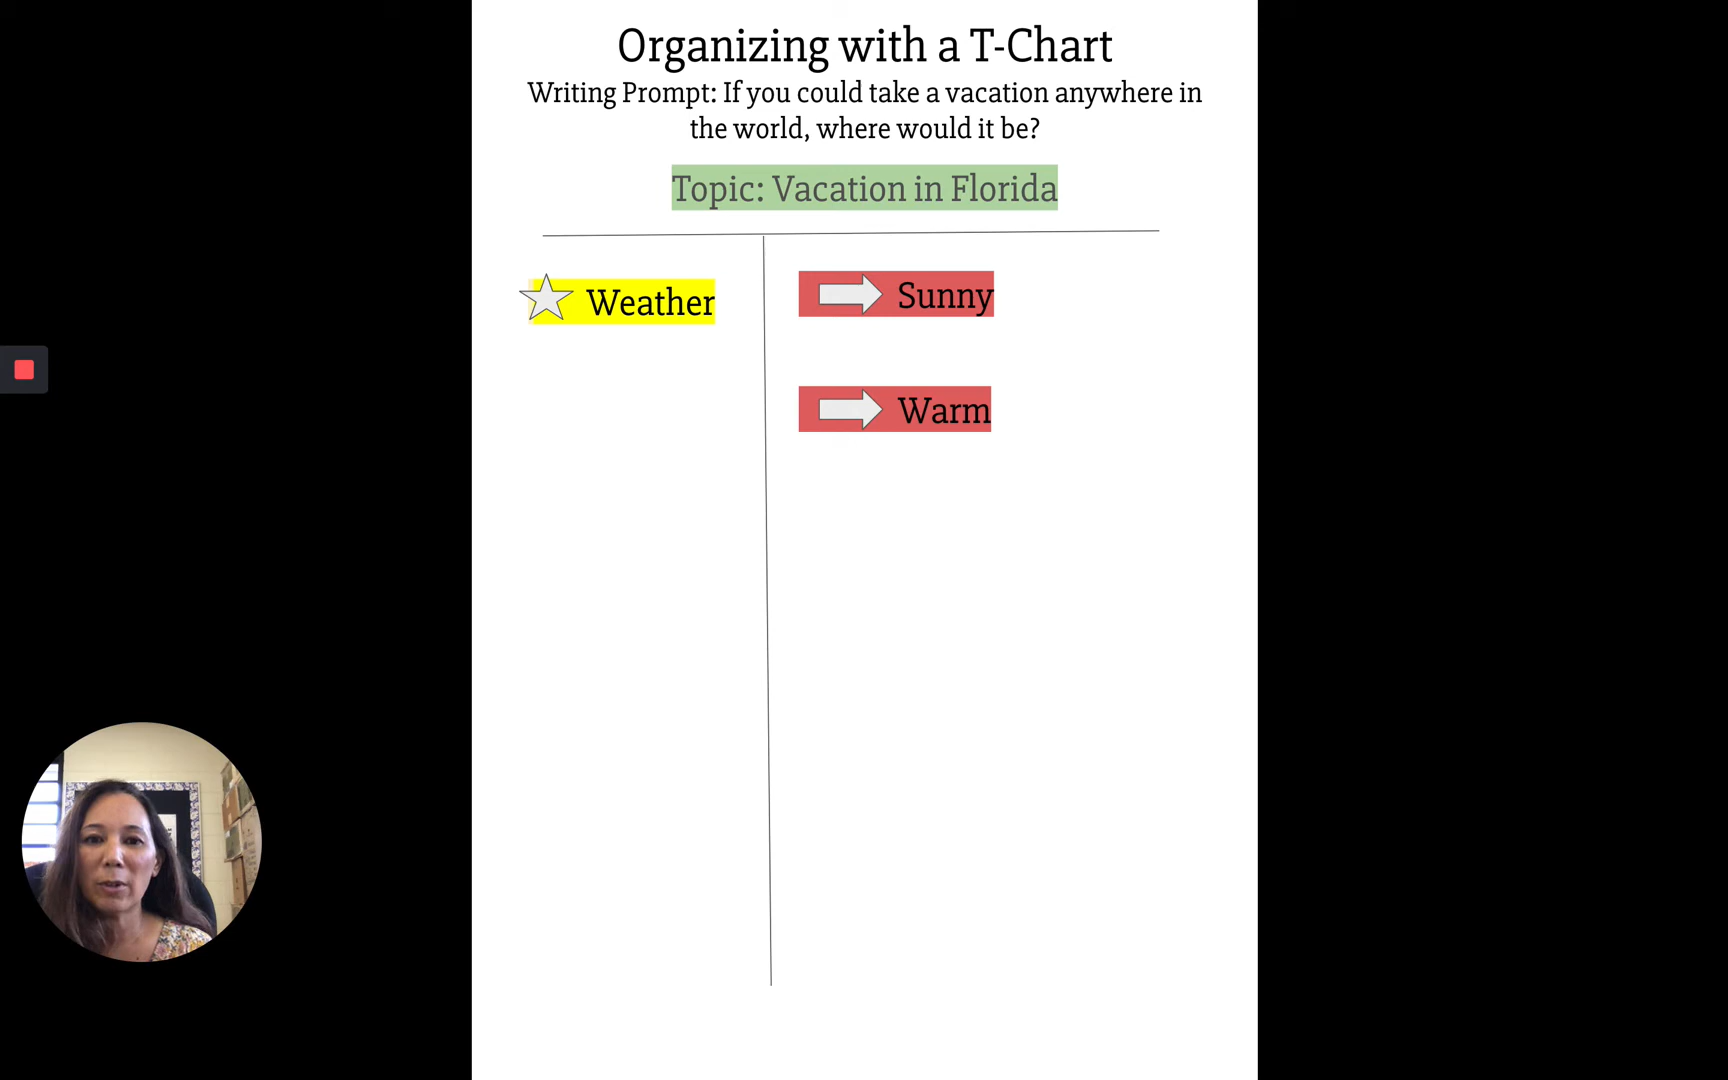 Organizing with a T-Chart
Writing Prompt: If you could take a vacation anywhere in
the world, where would it be?
Topic: Vacation in Florida
Weather
Sunny
Warm